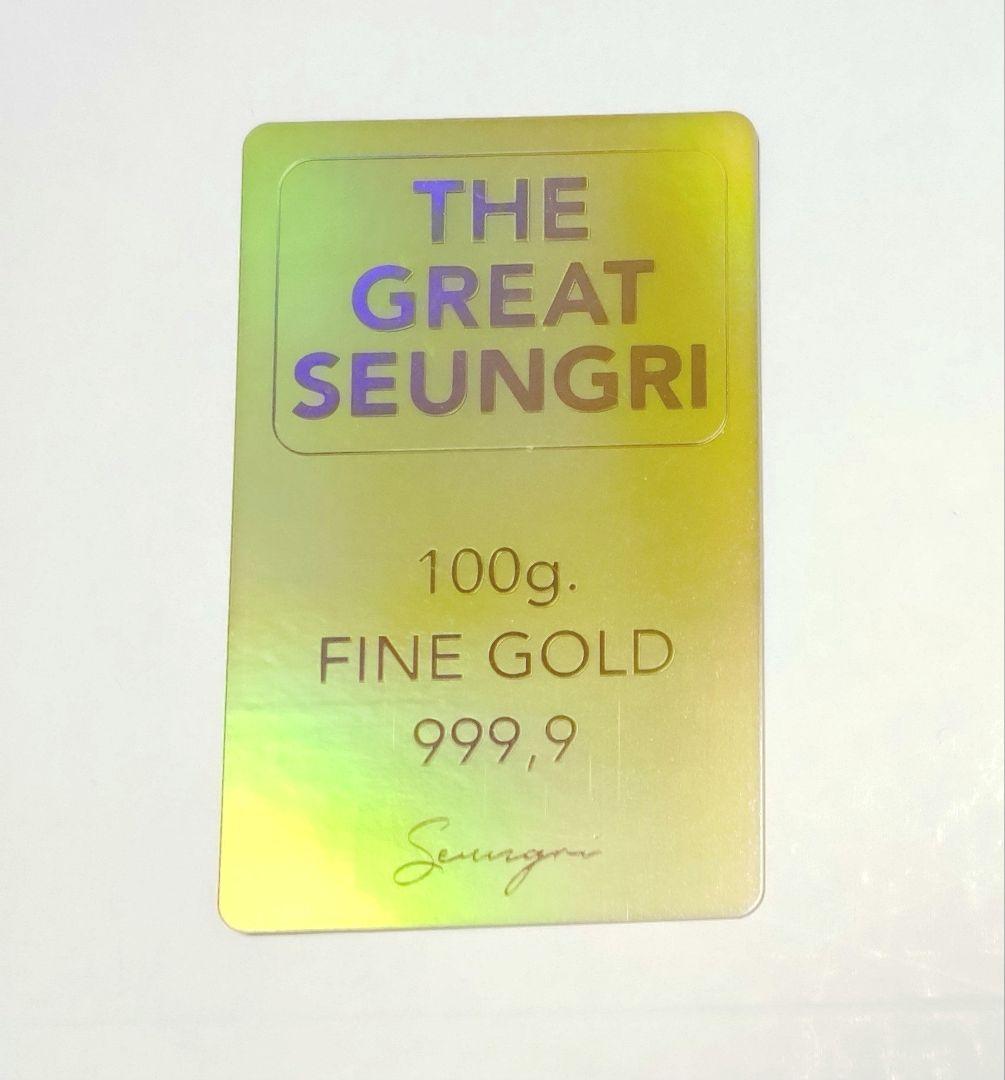 THE
GREAT
SEUNGRI
100g.
FINE GOLD
999,9
Seungri